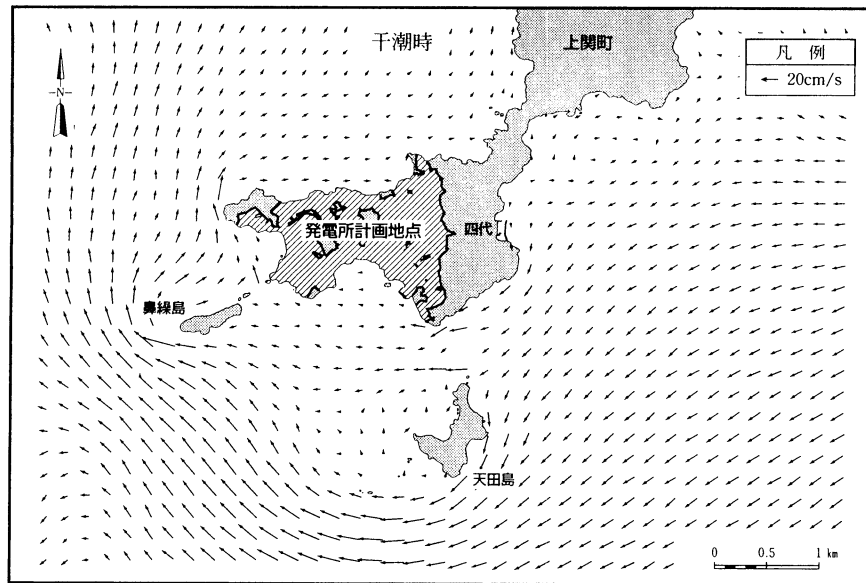 干潮時
上関町
凡 例
20cm/s
N
発電所計画地点
四代
鼻繰島
天田島
0 0.5 1 km